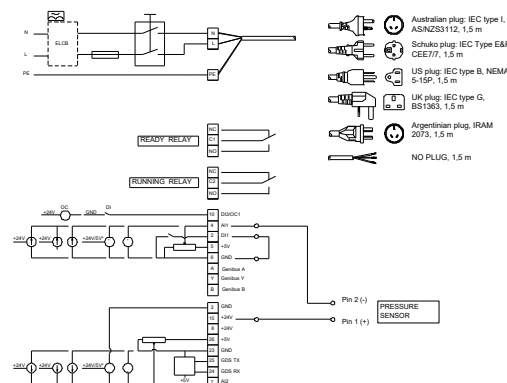 N
ELCB
L
PE
N
L
PE
Australian plug: IEC type I,
AS/NZS3112, 1,5 m
Schuko plug: IEC Type E&F
CEE7/7, 1,5 m
US plug: IEC type B, NEMA
5-15P, 1,5 m
UK plug: IEC type G,
BS1363, 1,5 m
Argentinian plug, IRAM
2073, 1,5 m
NO PLUG, 1,5 m
READY RELAY
NC
C1
NO
RUNNING RELAY
NC
C2
NO
+24V OC GND DI
10 DI3/OC1
4 AI1
2 DI1
5 +5V
6 GND
A Genibus A
Y Genibus Y
B Genibus B
+24V +24V +24V/5V*
3 GND
15 +24V
8 +24V
26 +5V
23 GND
25 GDS TX
24 GDS RX
7 AI2
+24V +24V +24V/5V*
+5V
Pin 2 (-)
Pin 1 (+)
PRESSURE
SENSOR